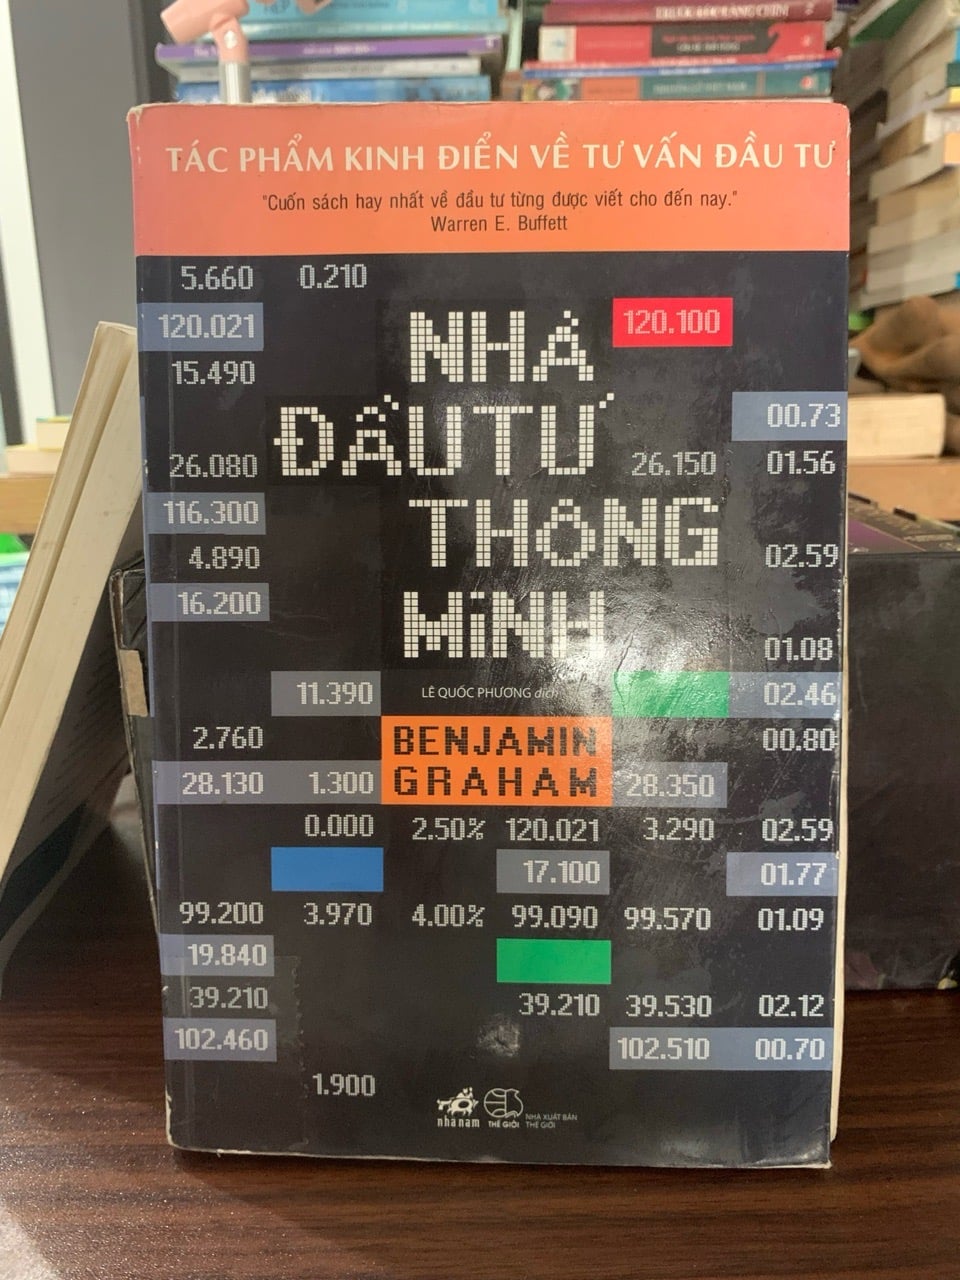 TRƯỚC BÓC BẢNG CHÍN
TÁC PHẨM KINH ĐIỂN VỀ TƯ VẤN ĐẦU TƯ
"Cuốn sách hay nhất về đầu tư từng được viết cho đến nay."
Warren E. Buffett
5.660 0.210
120.021 120.100
NHÀ
15.490
ĐẦU TƯ 00.73
26.080 26.150 01.56
116.300
THÔNG
4.890 02.59
16.200
MINH
01.08
11.390 LÊ QUỐC PHƯƠNG dịch 02.46
2.760 BENJAMIN 00.80
28.130 1.300 GRAHAM 28.350
0.000 2.50% 120.021 3.290 02.59
17.100 01.77
99.200 3.970 4.00% 99.090 99.570 01.09
19.840
39.210 39.210 39.530 02.12
102.460 102.510 00.70
1.900
nhã nam THẾ GIỚI NHÀ XUẤT BẢN
THẾ GIỚI